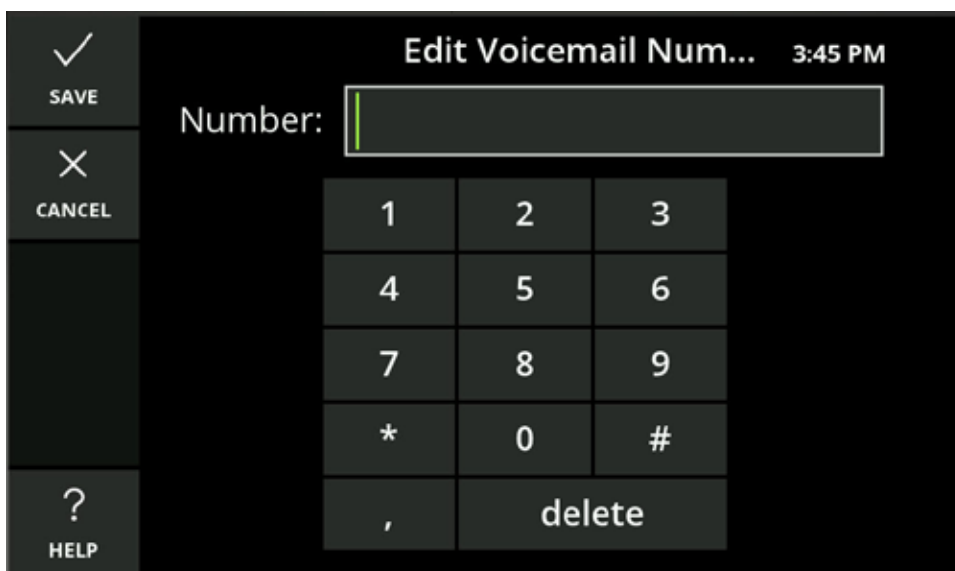 SAVE
CANCEL
HELP
Edit Voicemail Num... 3:45 PM
Number:
1 2 3
4 5 6
7 8 9
* 0 #
, delete